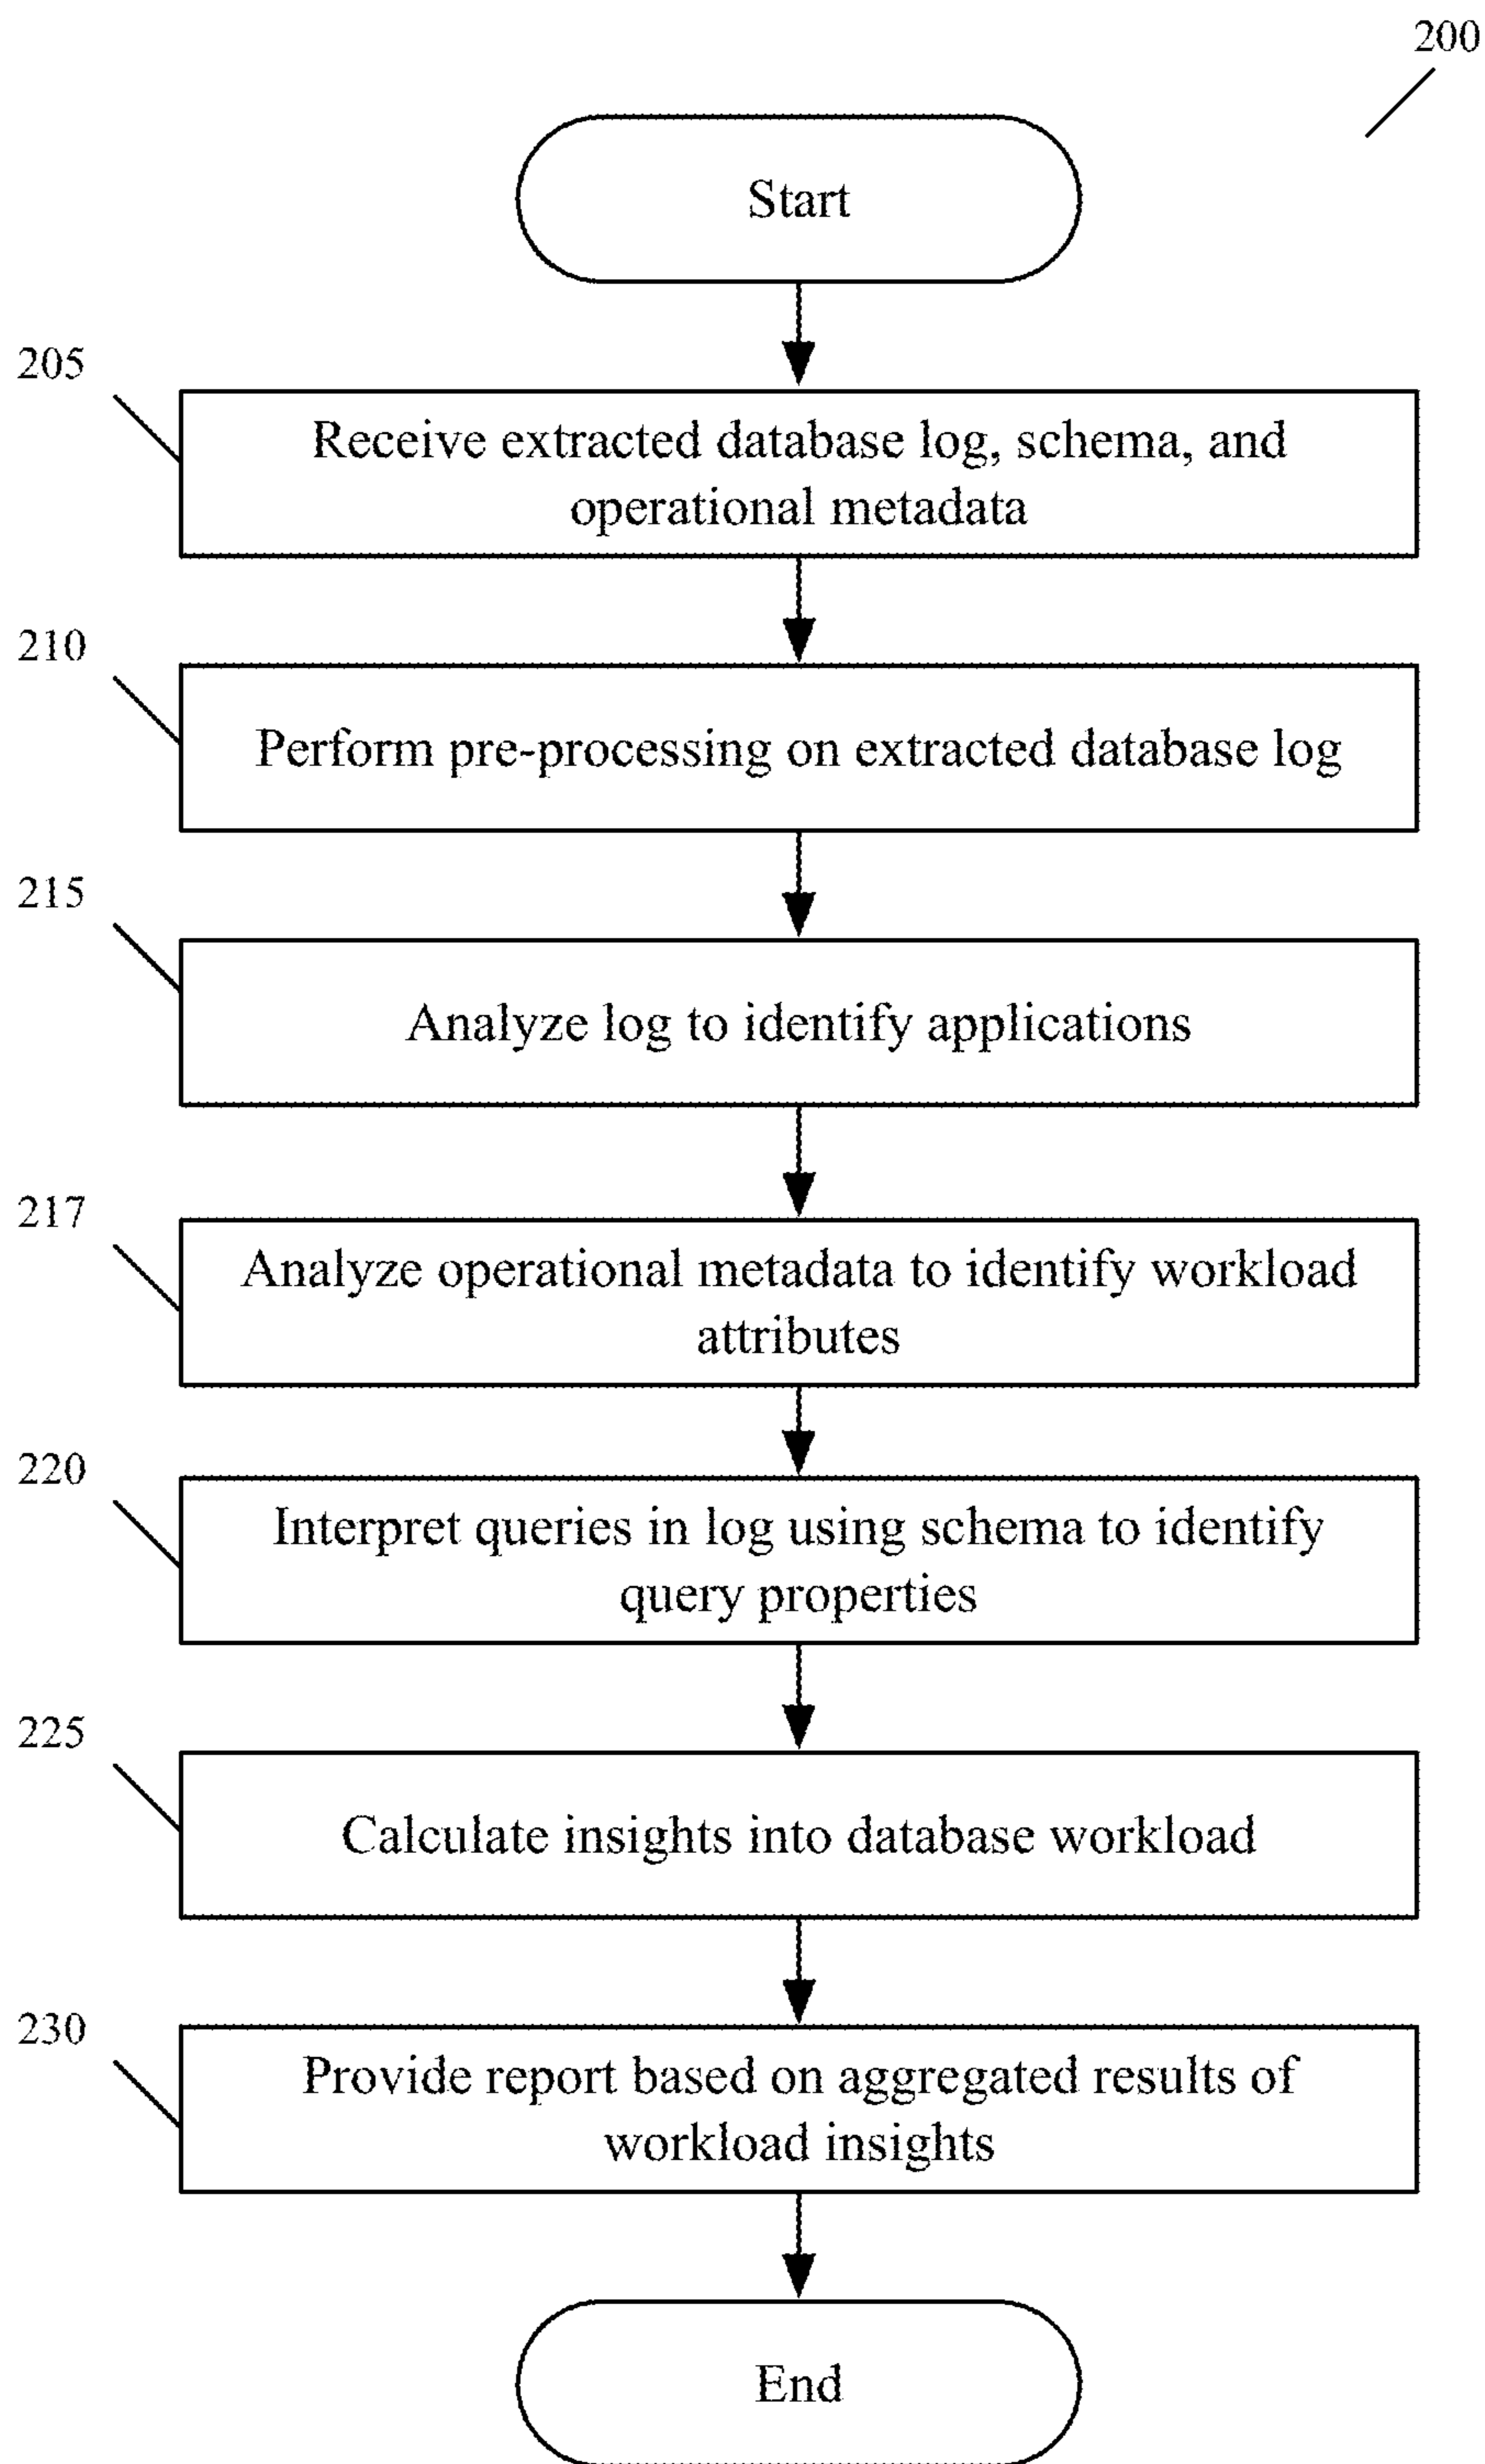 200
Start
205
Receive extracted database log, schema, and
operational metadata
210
Perform pre-processing on extracted database log
215
Analyze log to identify applications
217
Analyze operational metadata to identify workload
attributes
220
Interpret queries in log using schema to identify
query properties
225
Calculate insights into database workload
230
Provide report based on aggregated results of
workload insights
End